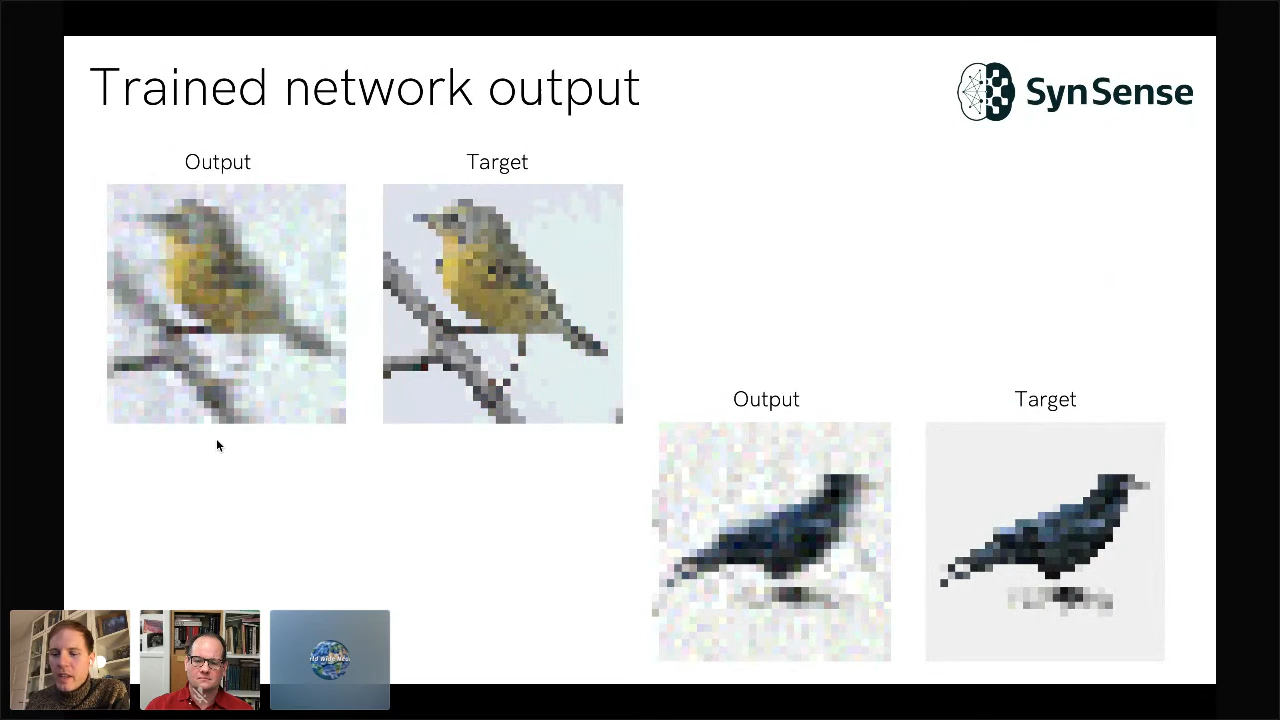 Trained network output
SynSense
Output
Target
Output
Target